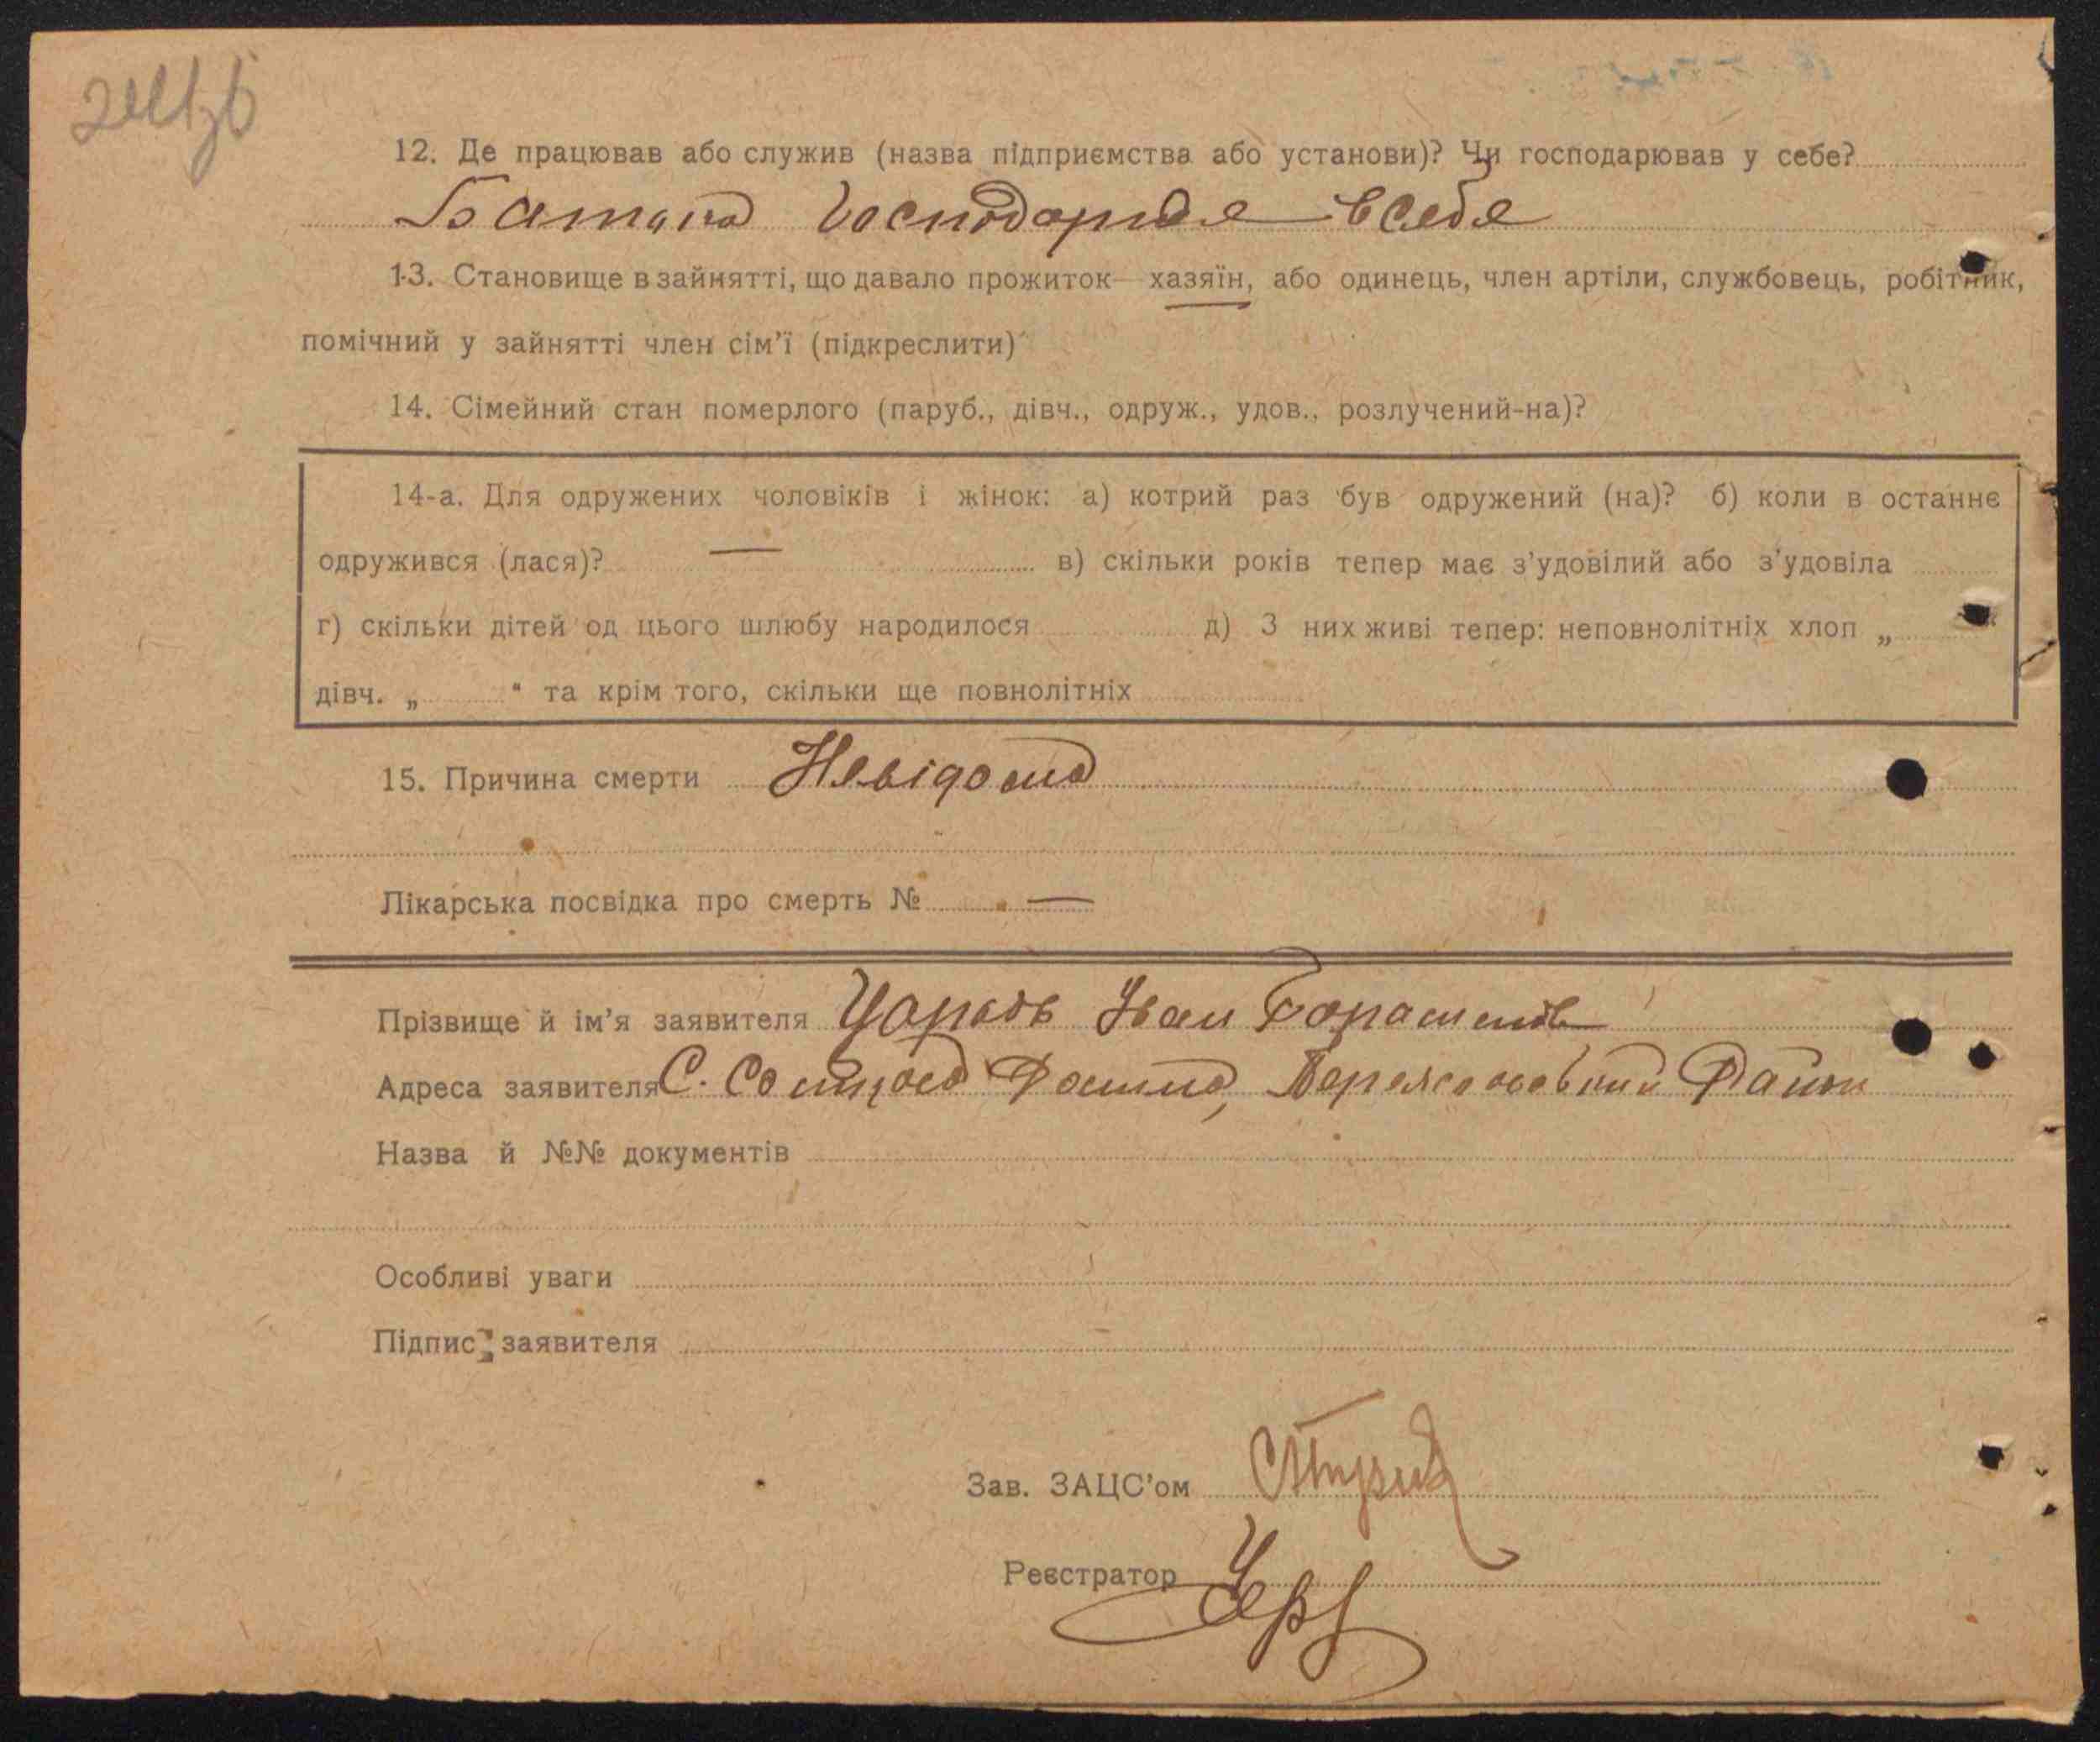 12. Де працював або служив (назва підприємства або установи)? Чи господарював у себе?
Батько господорює в себе
13. Становище в зайнятті, що давало прожиток — хазяїн, або одинець, член артіли, службовець, робітник,
помічний у зайнятті член сім'ї (підкреслити)
14. Сімейний стан померлого (паруб., дівч., одруж., удов., розлучений-на)?
14-а. Для одружених чоловіків і жінок: а) котрий раз був одружений (на)? б) коли в останнє
одружився (лася)? — в) скільки років тепер має з'удовілий або з'удовіла
г) скільки дітей од цього шлюбу народилося д) З них живі тепер: неповнолітніх хлоп „
дівч. „ “ та крім того, скільки ще повнолітніх
15. Причина смерти Невідома
Лікарська посвідка про смерть № —
Прізвище й ім'я заявителя Іван
Адреса заявителя С. Район
Назва й №№ документів
Особливі уваги
Підпис заявителя
Зав. ЗАЦС'ом
Реєстратор